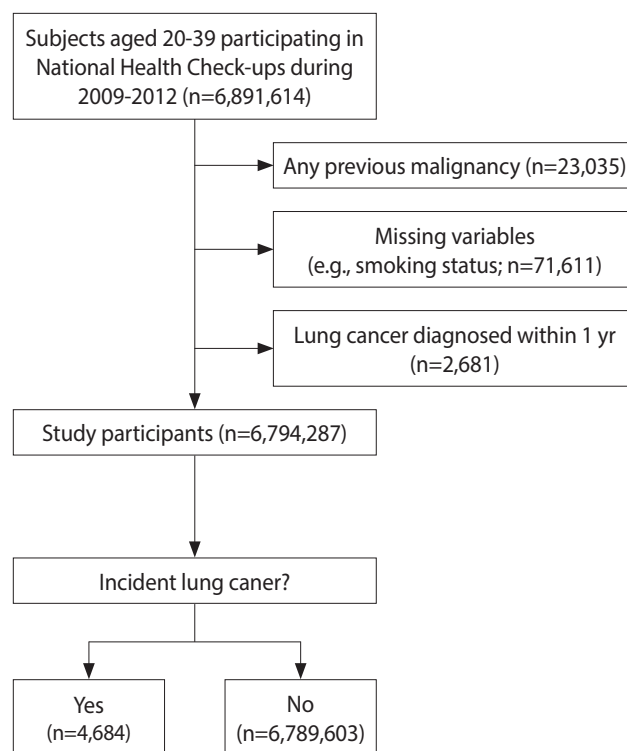 Subjects aged 20-39 participating in
National Health Check-ups during
2009-2012 (n=6,891,614)
Any previous malignancy (n=23,035)
Missing variables
(e.g., smoking status; n=71,611)
Lung cancer diagnosed within 1 yr
(n=2,681)
Study participants (n=6,794,287)
Incident lung caner?
Yes
(n=4,684)
No
(n=6,789,603)